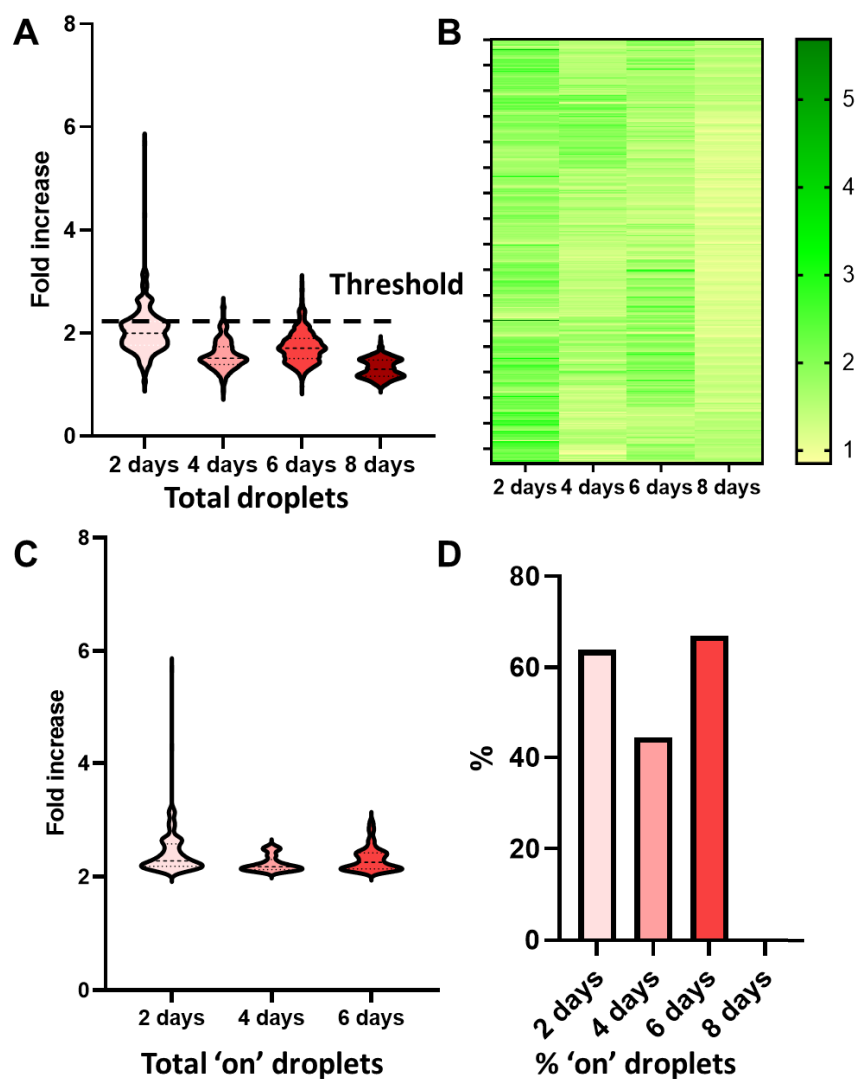 A
8
6
4
2
0
Fold increase
Threshold
2 days 4 days 6 days 8 days
Total droplets
B
5
4
3
2
1
2 days 4 days 6 days 8 days
C
8
6
4
2
0
Fold increase
2 days 4 days 6 days
Total ‘on’ droplets
D
80
60
40
20
0
%
2 days 4 days 6 days 8 days
% ‘on’ droplets